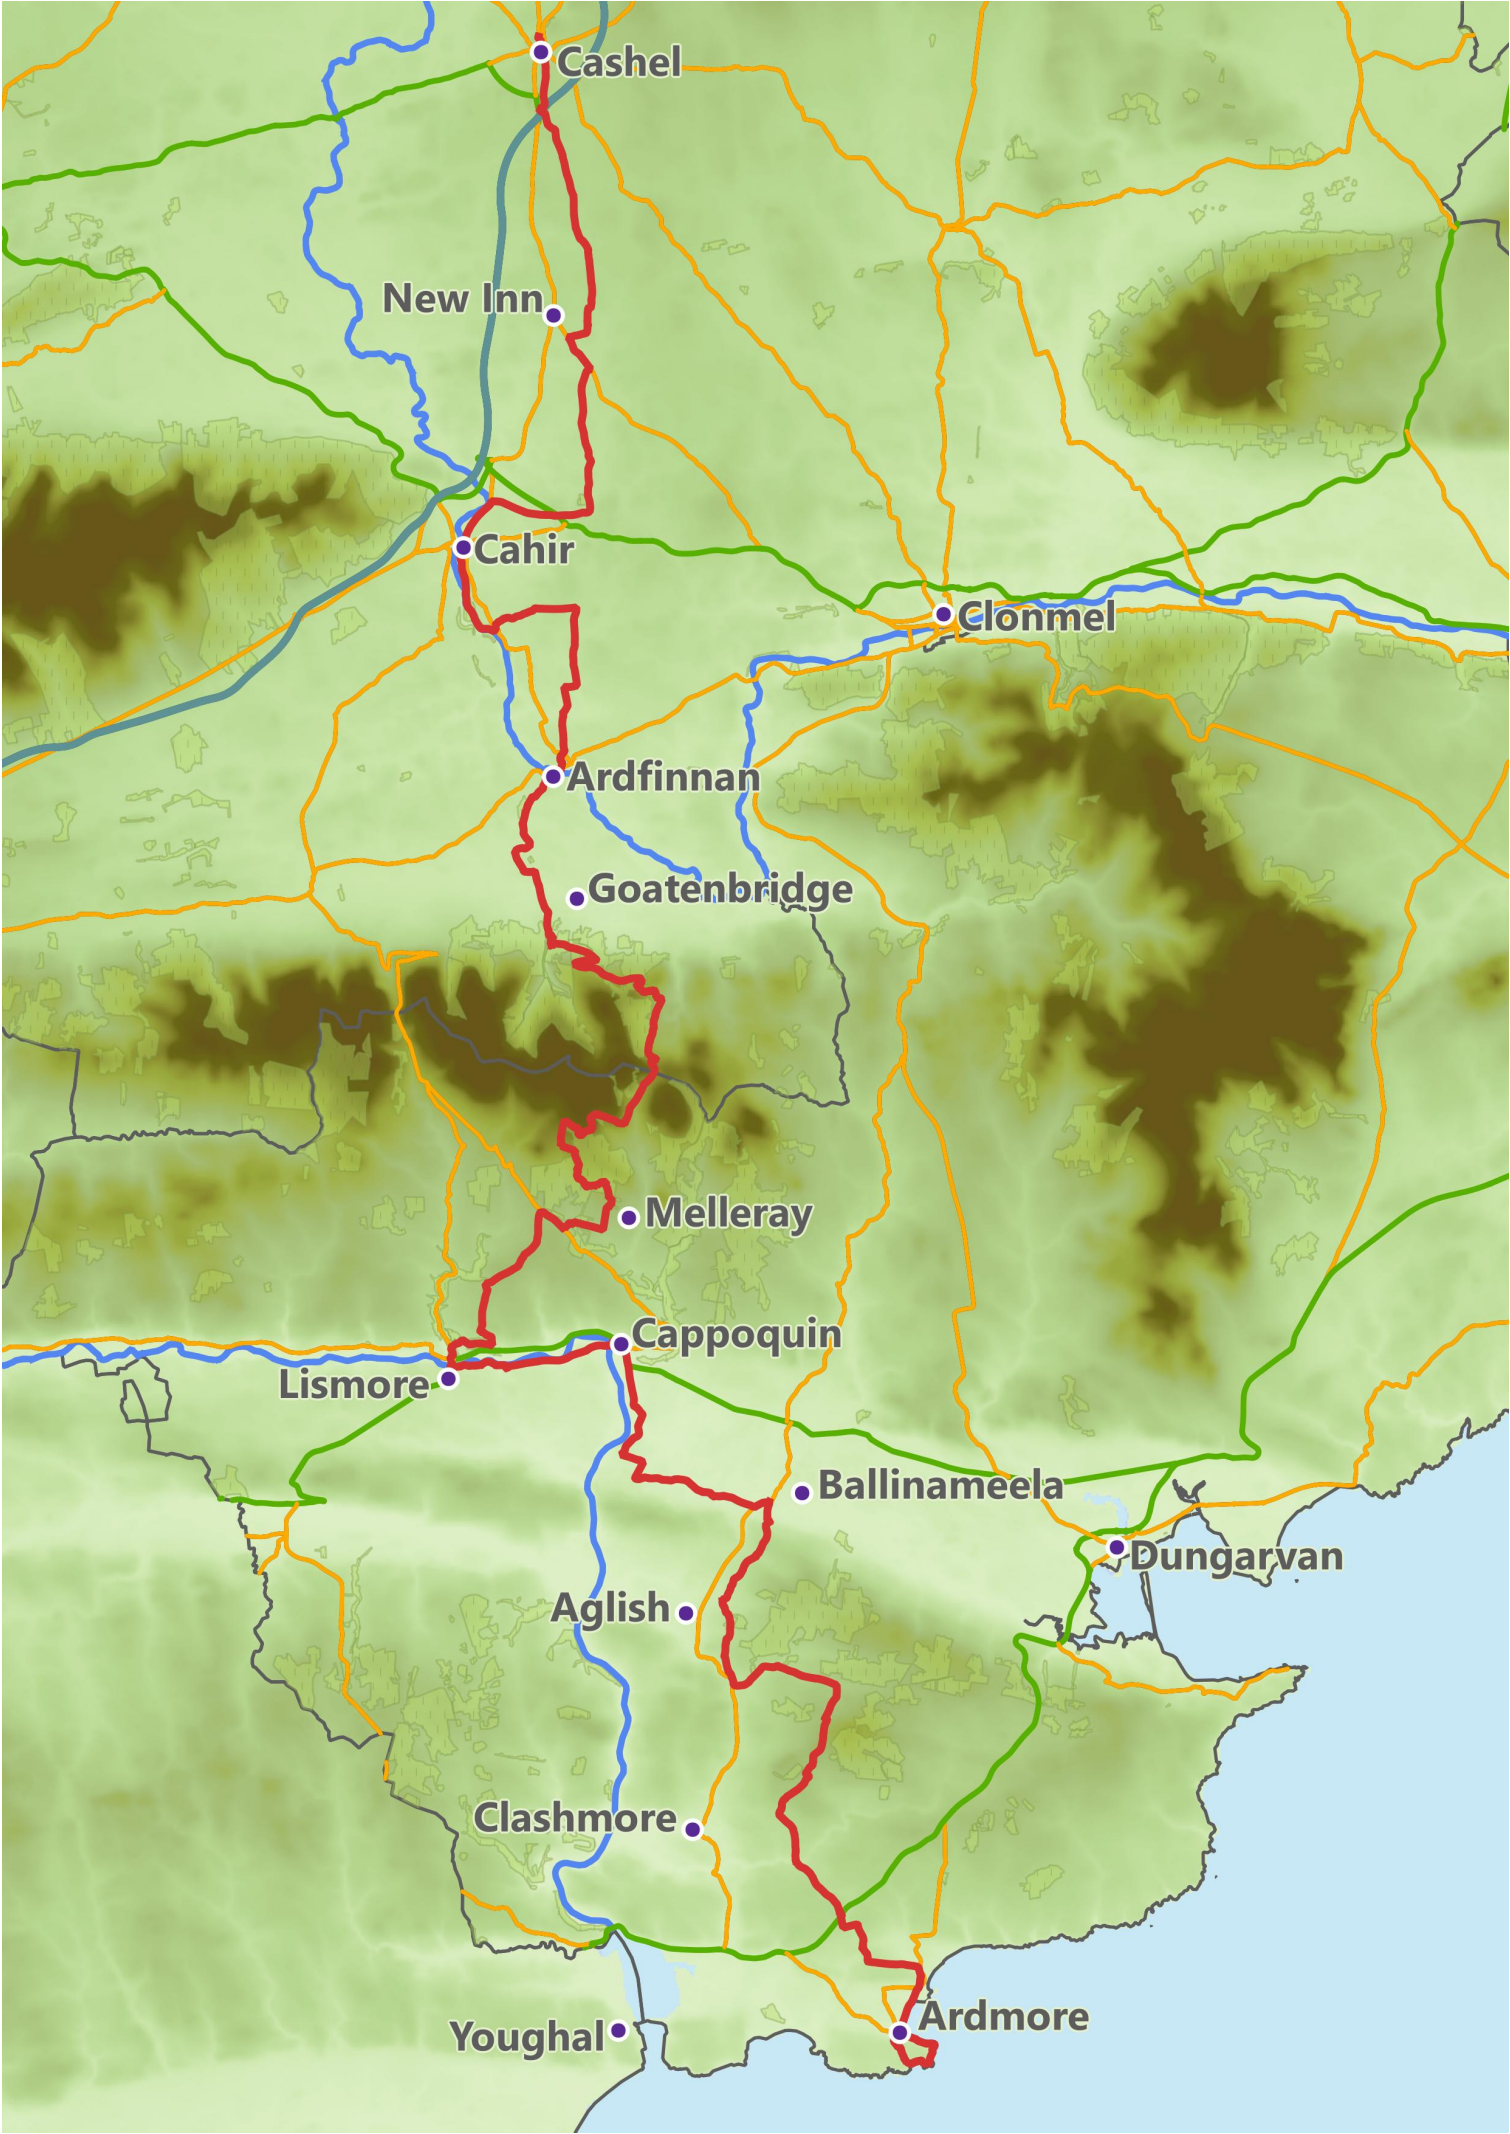 Cashel
New Inn
Cahir
Clonmel
Ardfinnan
Goatenbridge
Melleray
Cappoquin
Lismore
Ballinameela
Dungarvan
Aglish
Clashmore
Ardmore
Youghal